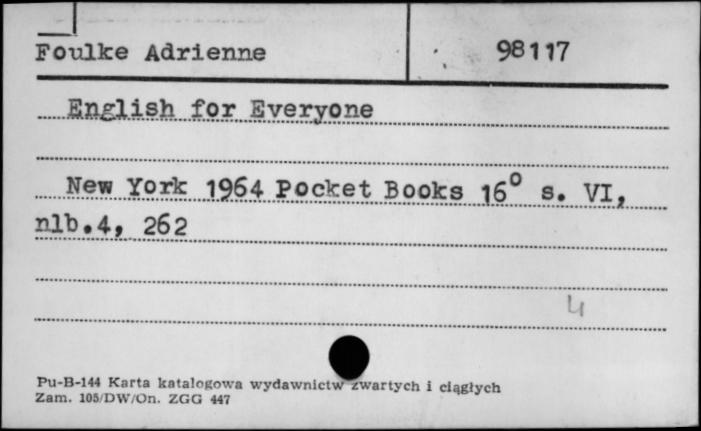 Foulke Adrienne 98117
English for Everyone
New York 1964 Pocket Books 16° s. VI,
nlb.4, 262
4
Pu-B-144 Karta katalogowa wydawnictw zwartych i ciągłych
Zam. 105/DW/On. ZGG 447